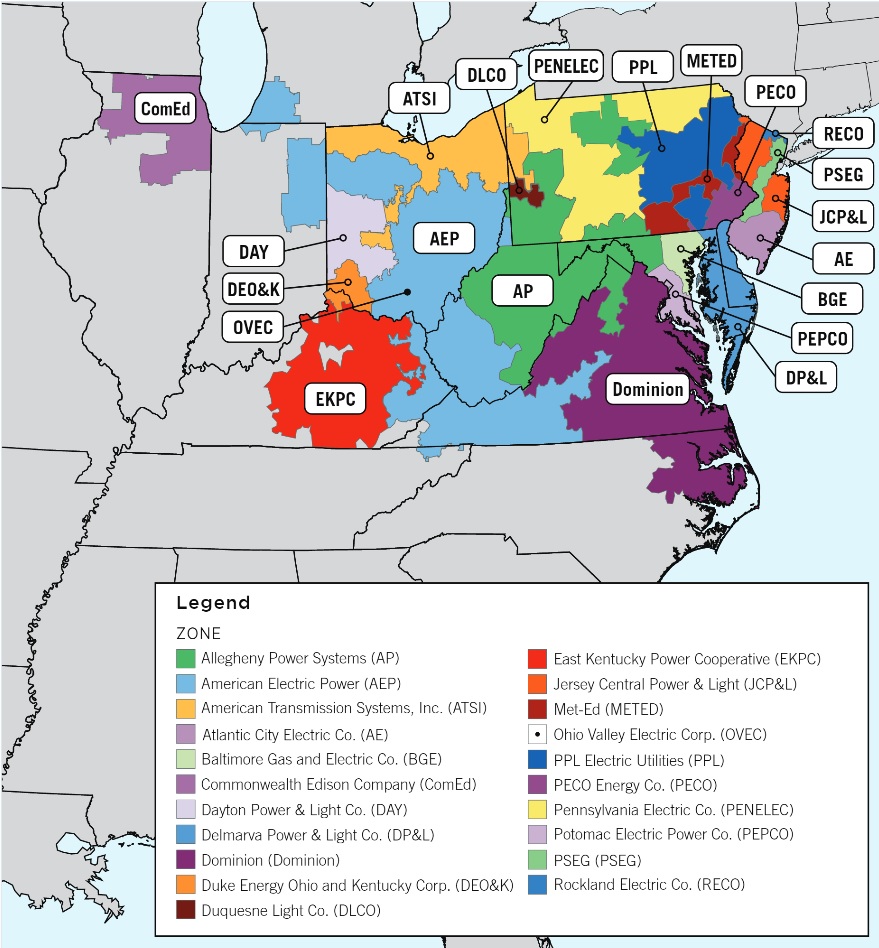 DLCO
PENELEC
PPL
METED
PECO
ATSI
ComEd
RECO
PSEG
JCP&L
DAY
AEP
AE
DEO&K
AP
BGE
OVEC
PEPCO
DP&L
EKPC
Dominion
Legend
ZONE
Allegheny Power Systems (AP)
American Electric Power (AEP)
American Transmission Systems, Inc. (ATSI)
Atlantic City Electric Co. (AE)
Baltimore Gas and Electric Co. (BGE)
Commonwealth Edison Company (ComEd)
Dayton Power & Light Co. (DAY)
Delmarva Power & Light Co. (DP&L)
Dominion (Dominion)
Duke Energy Ohio and Kentucky Corp. (DEO&K)
Duquesne Light Co. (DLCO)
East Kentucky Power Cooperative (EKPC)
Jersey Central Power & Light (JCP&L)
Met-Ed (METED)
Ohio Valley Electric Corp. (OVEC)
PPL Electric Utilities (PPL)
PECO Energy Co. (PECO)
Pennsylvania Electric Co. (PENELEC)
Potomac Electric Power Co. (PEPCO)
PSEG (PSEG)
Rockland Electric Co. (RECO)